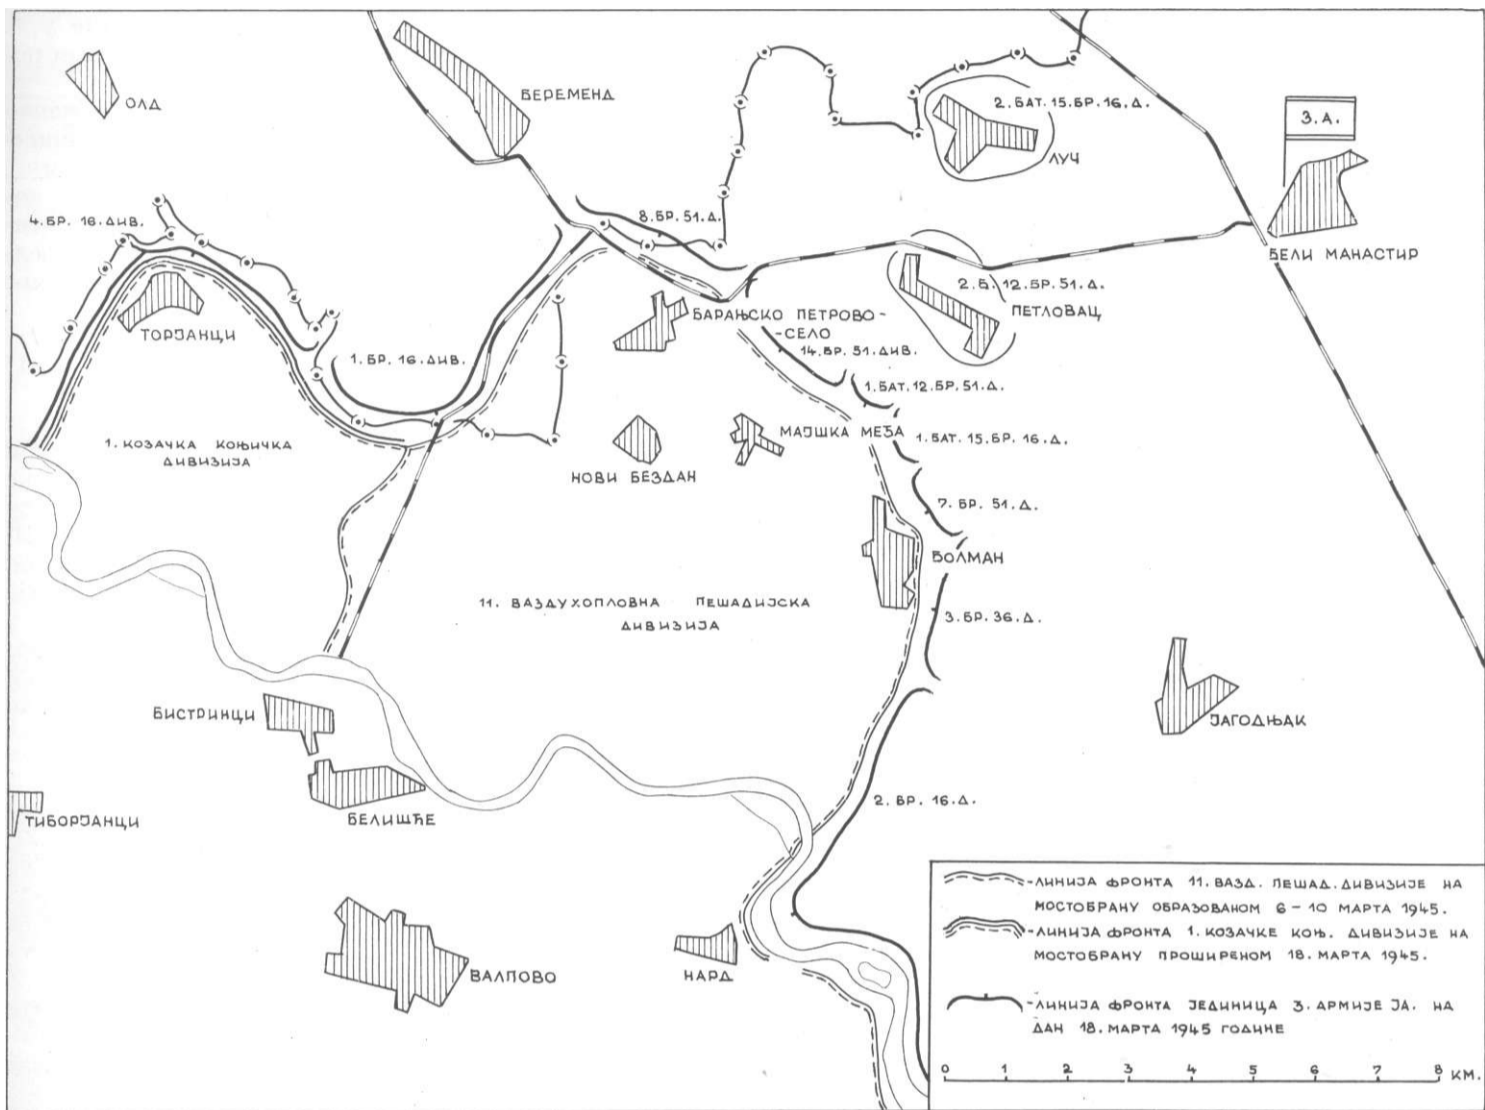 ОЛД
БЕРЕМЕНД
2. БАТ. 15. БР. 16. Д.
ЛУЧ
3. А.
4. БР. 16. ДИВ.
8. БР. 51. Д.
БЕЛИ МАНАСТИР
2. Б. 12. БР. 51. Д.
ПЕТЛОВАЦ
ТОРЈАНЦИ
БАРАЊСКО ПЕТРОВО-
-СЕЛО
1. БР. 16. ДИВ.
14. БР. 51. ДИВ.
1. БАТ. 12. БР. 51. Д.
1. КОЗАЧКА КОЊИЧКА
ДИВИЗИЈА
МАЈШКА МЕЂА
1. БАТ. 15. БР. 16. Д.
НОВИ БЕЗДАН
7. БР. 51. Д.
БОЛМАН
11. ВАЗДУХОПЛОВНА ПЕШАДИЈСКА
ДИВИЗИЈА
3. БР. 36. Д.
БИСТРИНЦИ
ЈАГОДЊАК
2. БР. 16. Д.
ТИБОРЈАНЦИ
БЕЛИШЋЕ
ВАЛПОВО
НАРД
-ЛИНИЈА ФРОНТА 11. ВАЗД. ПЕШАД. ДИВИЗИЈЕ НА
МОСТОБРАНУ ОБРАЗОВАНОМ 6 - 10 МАРТА 1945.
-ЛИНИЈА ФРОНТА 1. КОЗАЧКЕ КОЊ. ДИВИЗИЈЕ НА
МОСТОБРАНУ ПРОШИРЕНОМ 18. МАРТА 1945.
-ЛИНИЈА ФРОНТА ЈЕДИНИЦА 3. АРМИЈЕ ЈА. НА
ДАН 18. МАРТА 1945 ГОДИНЕ
0 1 2 3 4 5 6 7 8 КМ.